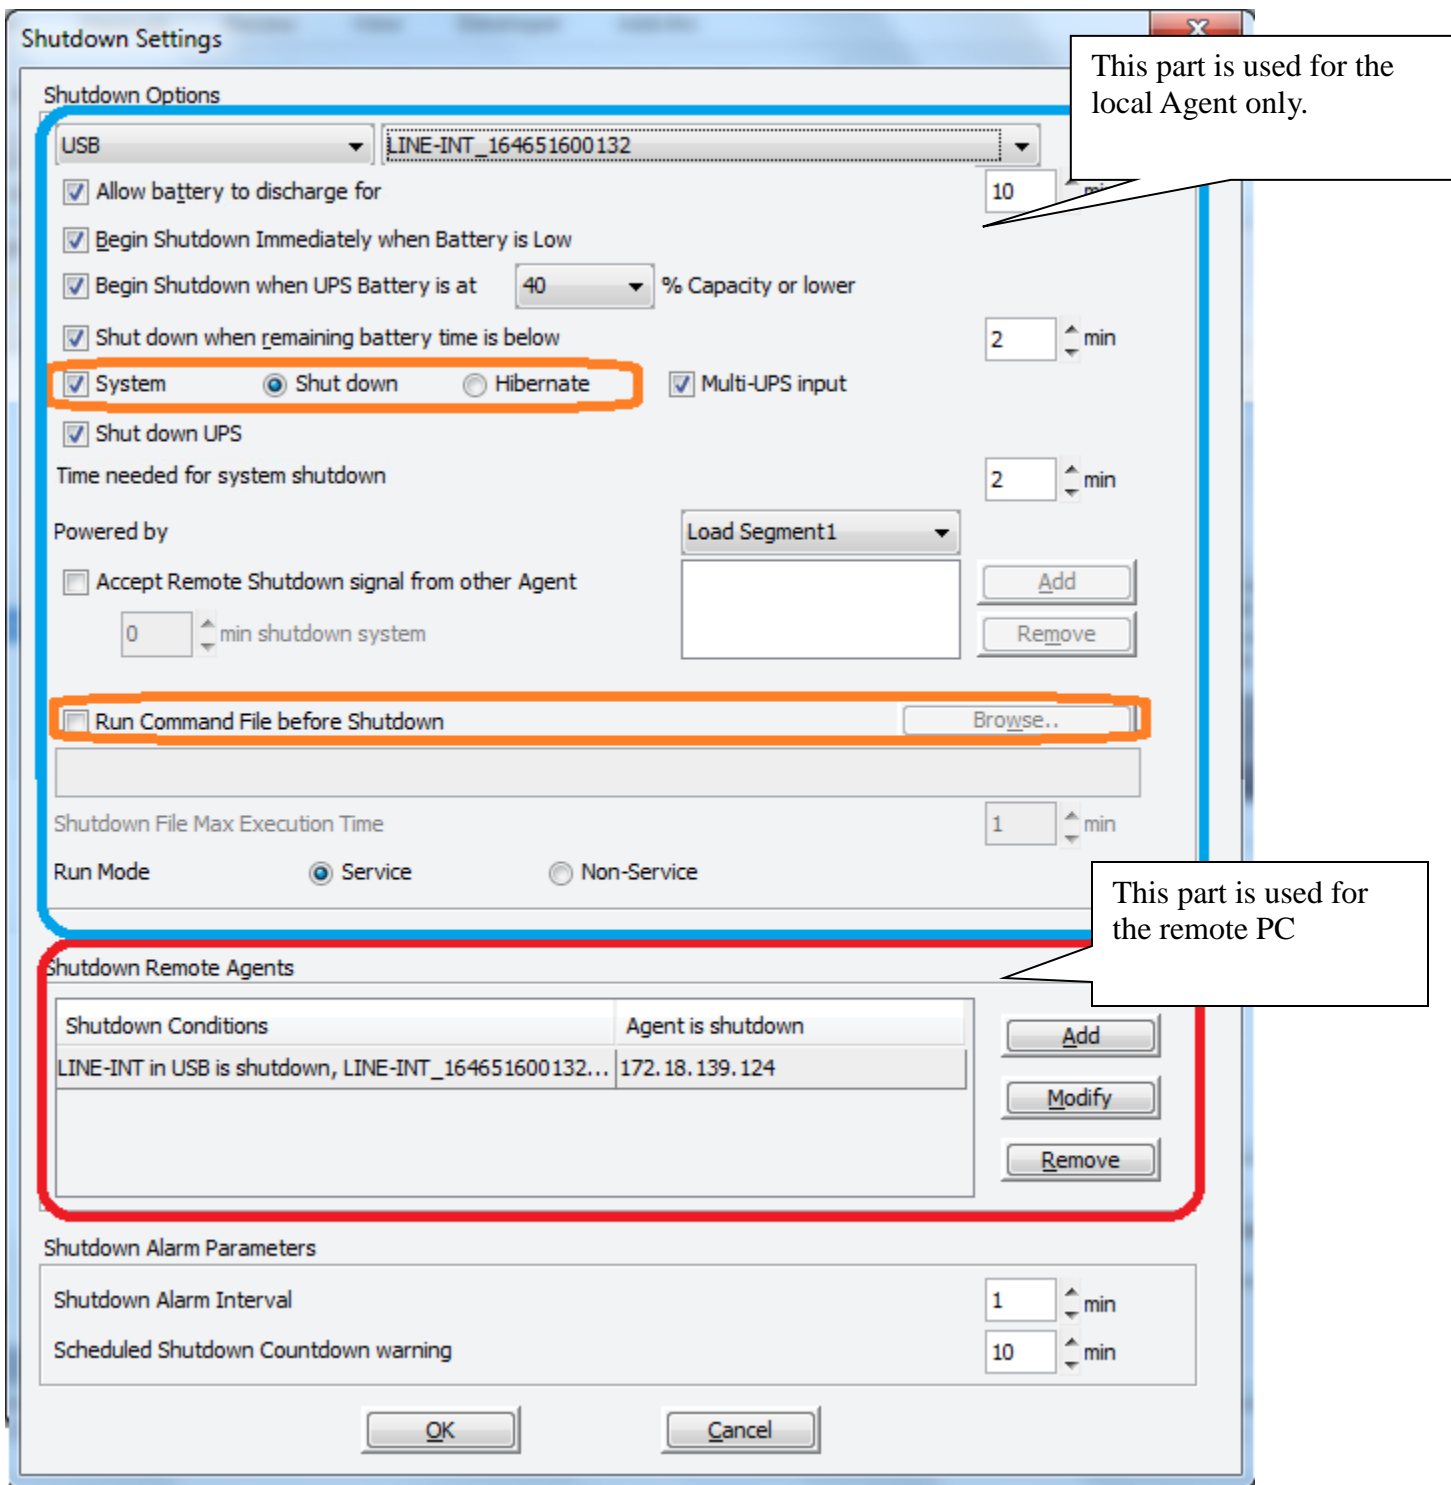 Shutdown Settings
This part is used for the
local Agent only.
Shutdown Options
USB LINE-INT_164651600132
Allow battery to discharge for 10
Begin Shutdown Immediately when Battery is Low
Begin Shutdown when UPS Battery is at 40 % Capacity or lower
Shut down when remaining battery time is below 2 min
System Shut down Hibernate Multi-UPS input
Shut down UPS
Time needed for system shutdown 2 min
Powered by Load Segment1
Accept Remote Shutdown signal from other Agent Add
0 min shutdown system Remove
Run Command File before Shutdown Browse..
Shutdown File Max Execution Time 1 min
Run Mode Service Non-Service
This part is used for
the remote PC
Shutdown Remote Agents
Shutdown Conditions Agent is shutdown
Add
LINE-INT in USB is shutdown, LINE-INT_164651600132... 172.18.139.124
Modify
Remove
Shutdown Alarm Parameters
Shutdown Alarm Interval 1 min
Scheduled Shutdown Countdown warning 10 min
OK Cancel